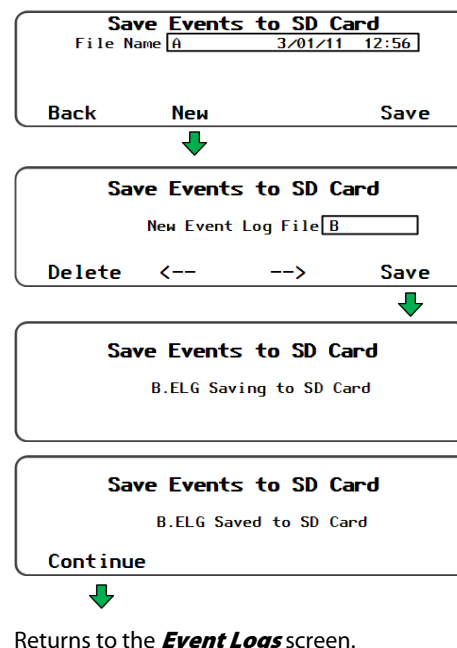 Save Events to SD Card
File Name A 3/01/11 12:56
Back New Save
Save Events to SD Card
New Event Log File B
Delete <-- --> Save
Save Events to SD Card
B.ELG Saving to SD Card
Save Events to SD Card
B.ELG Saved to SD Card
Continue
Returns to the Event Logs screen.